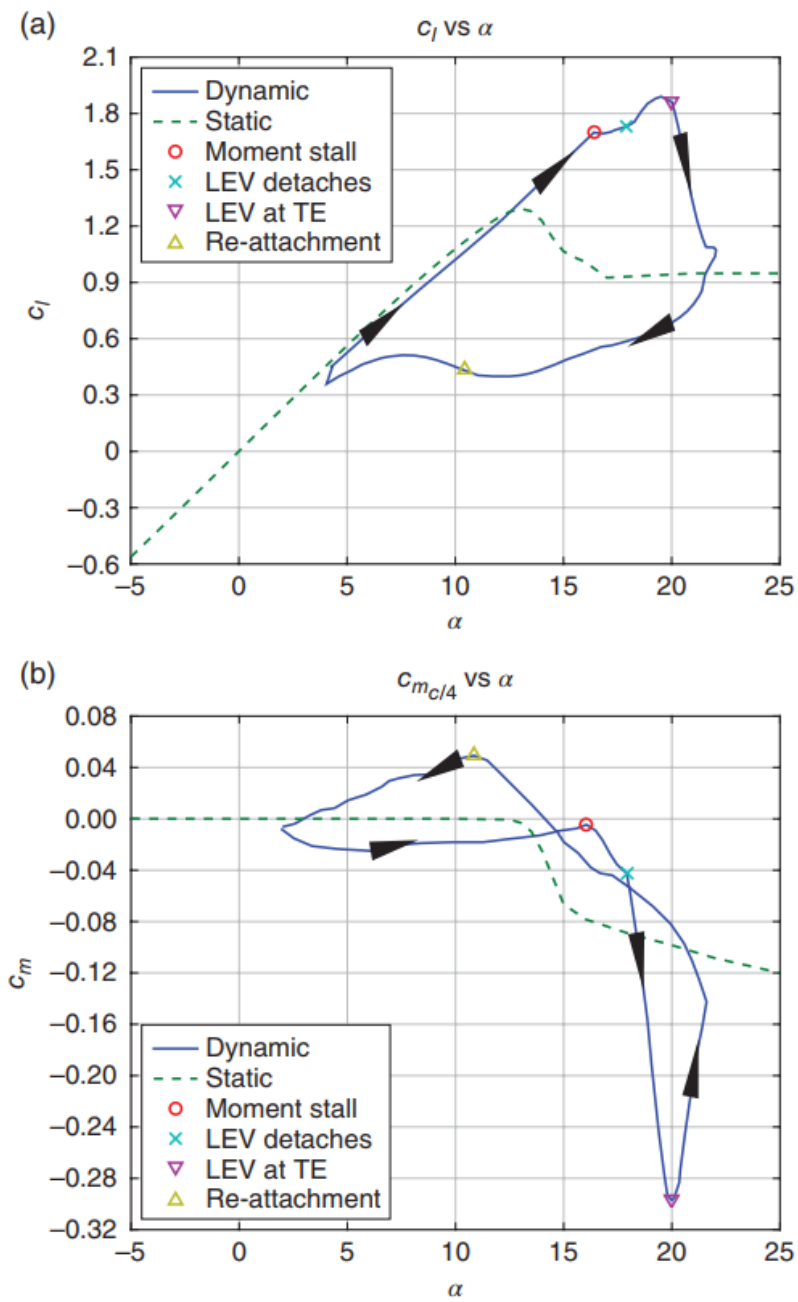 (a)
c_l vs α
2.1
1.8
1.5
1.2
0.9
0.6
0.3
0
−0.3
−0.6
c_l
Dynamic
Static
Moment stall
LEV detaches
LEV at TE
Re-attachment
−5 0 5 10 15 20 25
α
(b)
c_{m_{c/4}} vs α
0.08
0.04
0.00
−0.04
−0.08
−0.12
−0.16
−0.20
−0.24
−0.28
−0.32
c_m
Dynamic
Static
Moment stall
LEV detaches
LEV at TE
Re-attachment
−5 0 5 10 15 20 25
α